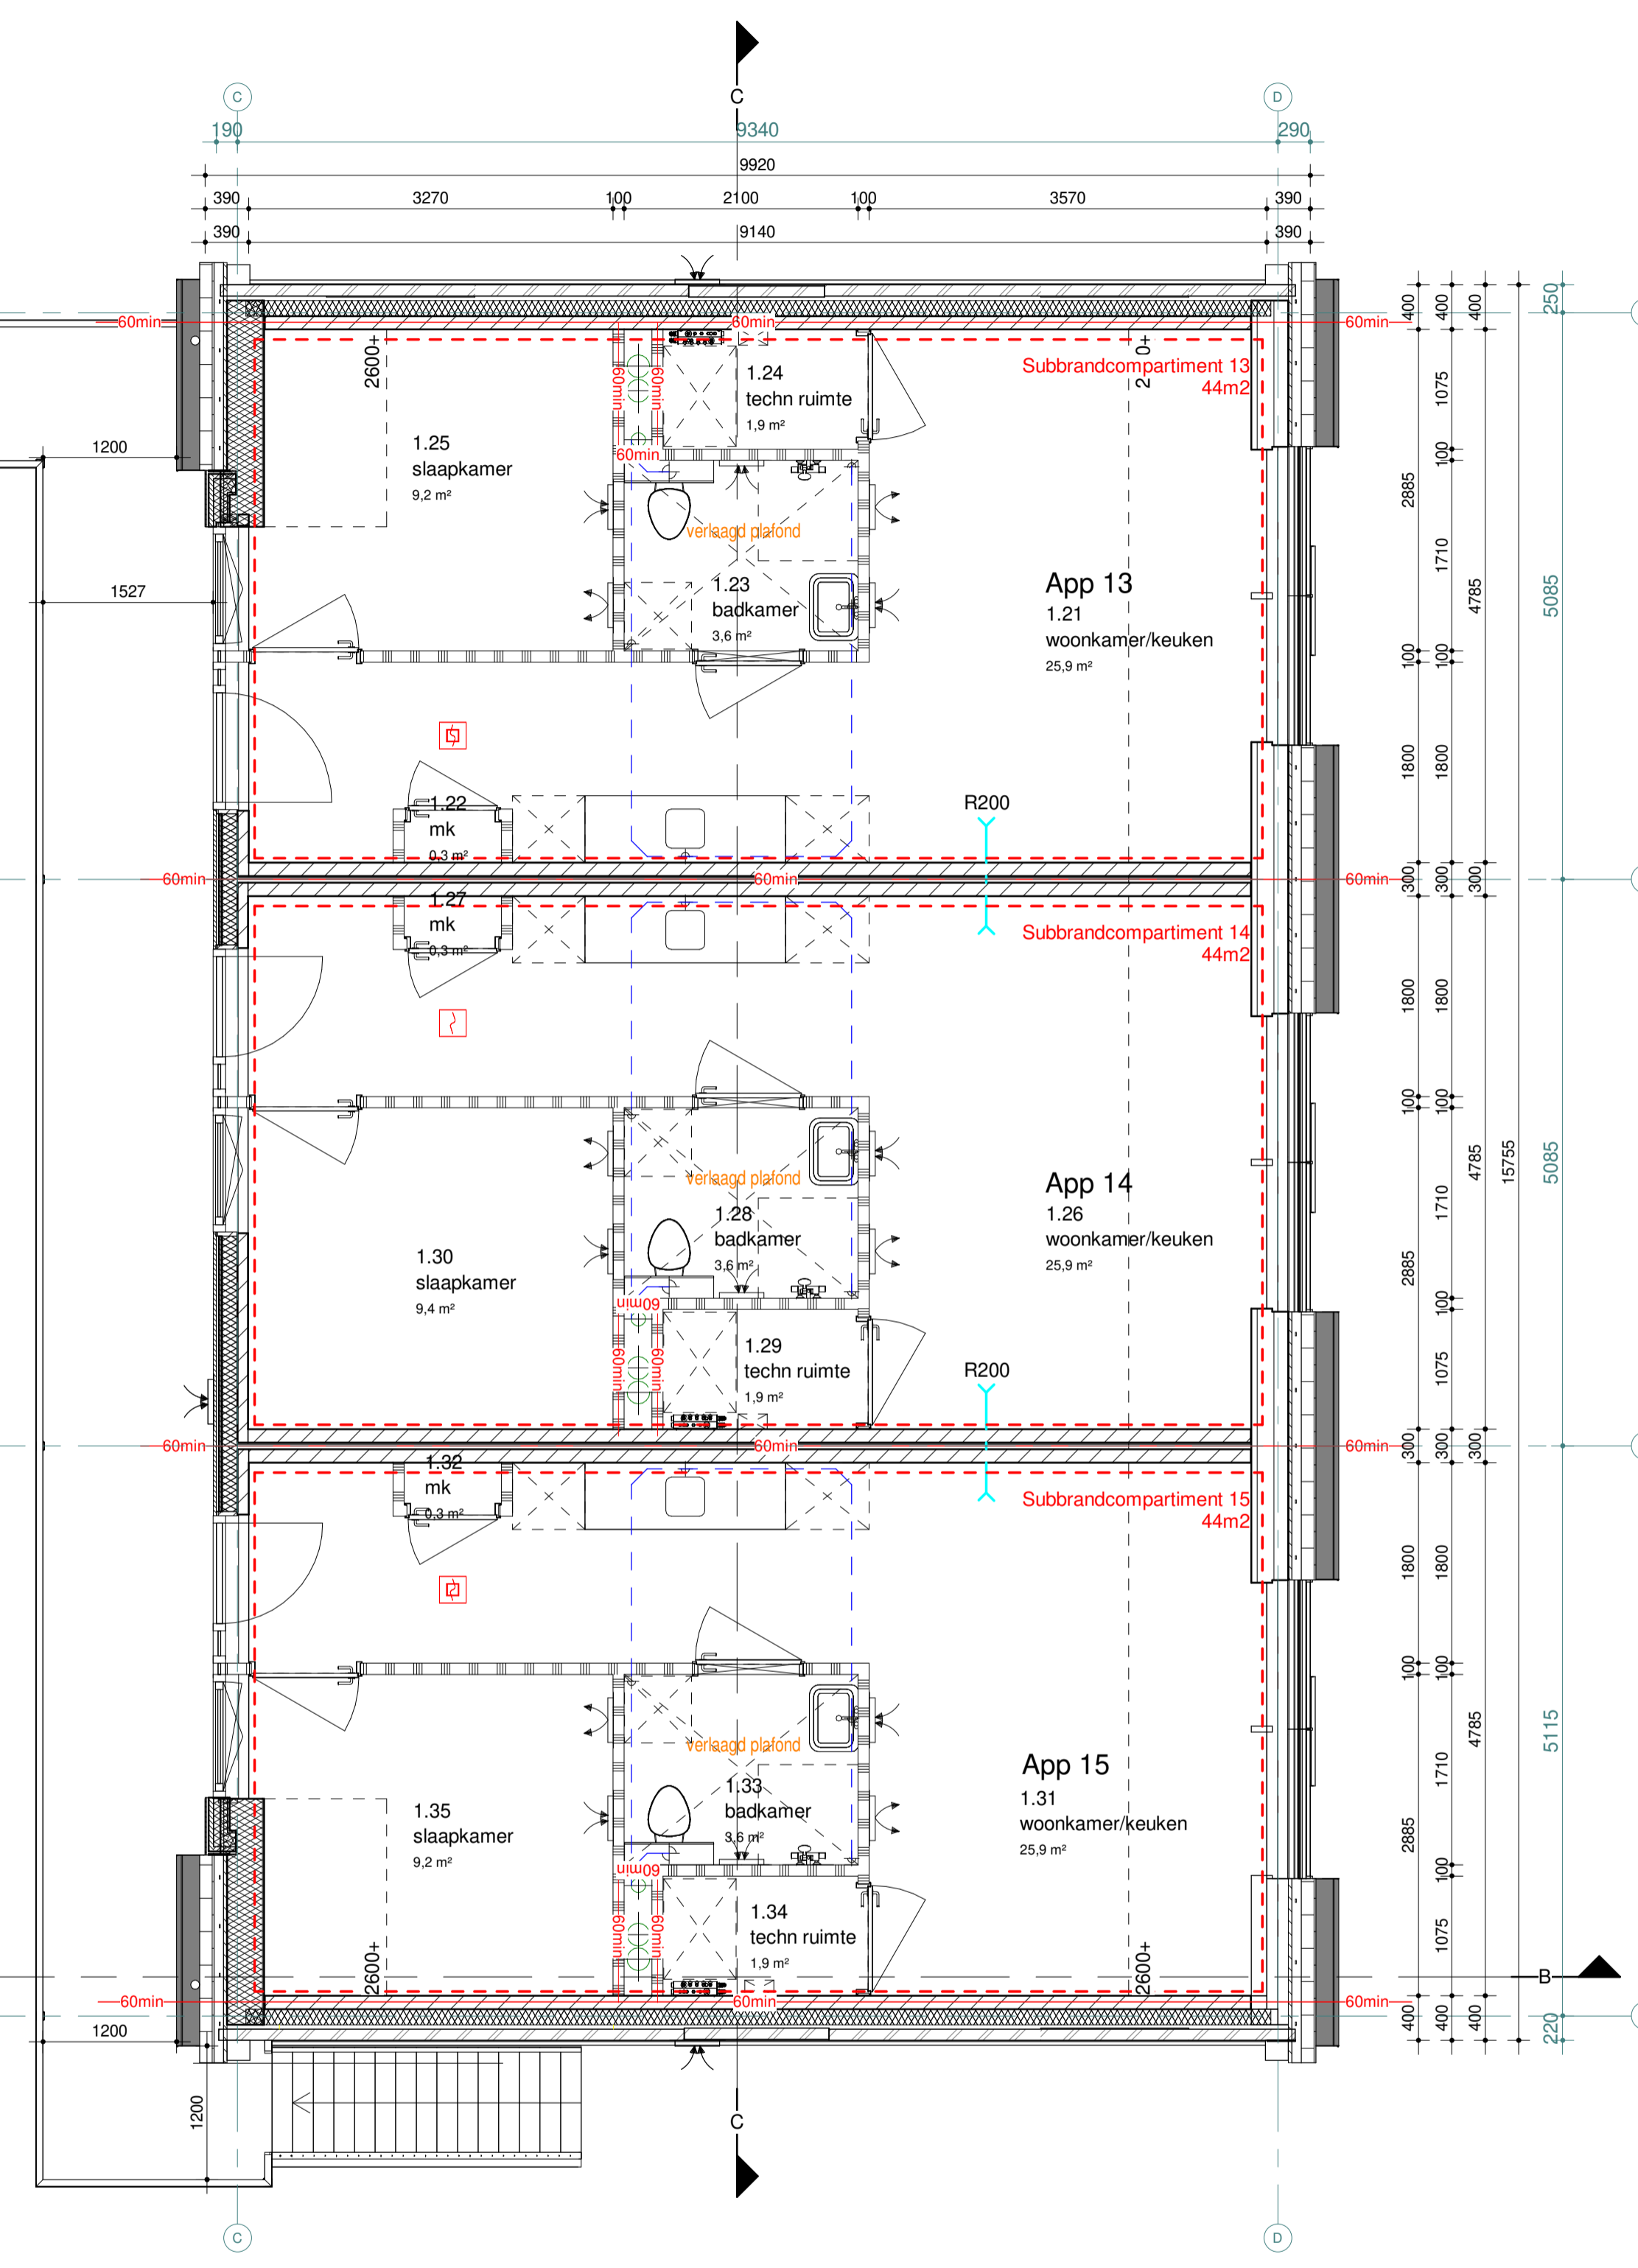 C
C
D
190
9340
290
9920
390
3270
100
2100
100
3570
390
390
9140
390
60min
60min
60min
400
400
400
250
2600+
60min
60min
1.24
techn ruimte
1,9 m²
Subbrandcompartiment 13
44m2
1075
1200
1.25
slaapkamer
9,2 m²
60min
100
2885
verlaagd plafond
1710
1527
1.23
badkamer
3,6 m²
App 13
1.21
woonkamer/keuken
25,9 m²
4785
5085
100
100
1800
1800
1.22
mk
0,3 m²
R200
60min
60min
60min
300
300
300
1.27
mk
0,3 m²
Subbrandcompartiment 14
44m2
1800
1800
100
100
verlaagd plafond
App 14
1.26
woonkamer/keuken
25,9 m²
4785
15755
5085
1.28
badkamer
3,6 m²
1710
1.30
slaapkamer
9,4 m²
2885
60min
100
60min
60min
1.29
techn ruimte
1,9 m²
R200
1075
60min
60min
60min
300
300
300
1.32
mk
0,3 m²
Subbrandcompartiment 15
44m2
1800
1800
100
100
verlaagd plafond
App 15
1.31
woonkamer/keuken
25,9 m²
4785
5115
1.33
badkamer
3,6 m²
1710
1.35
slaapkamer
9,2 m²
2885
60min
100
60min
60min
1.34
techn ruimte
1,9 m²
2600+
2600+
1075
B
60min
60min
60min
400
400
400
220
1200
1200
C
C
D